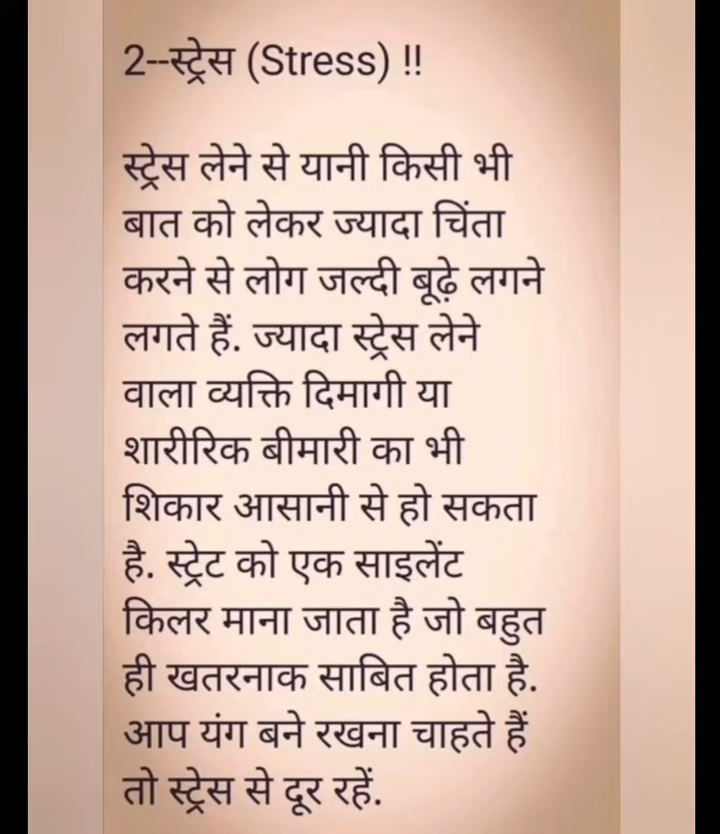 2--स्ट्रेस (Stress) !!
स्ट्रेस लेने से यानी किसी भी
बात को लेकर ज्यादा चिंता
करने से लोग जल्दी बूढ़े लगने
लगते हैं. ज्यादा स्ट्रेस लेने
वाला व्यक्ति दिमागी या
शारीरिक बीमारी का भी
शिकार आसानी से हो सकता
है. स्ट्रेट को एक साइलेंट
किलर माना जाता है जो बहुत
ही खतरनाक साबित होता है.
आप यंग बने रखना चाहते हैं
तो स्ट्रेस से दूर रहें.